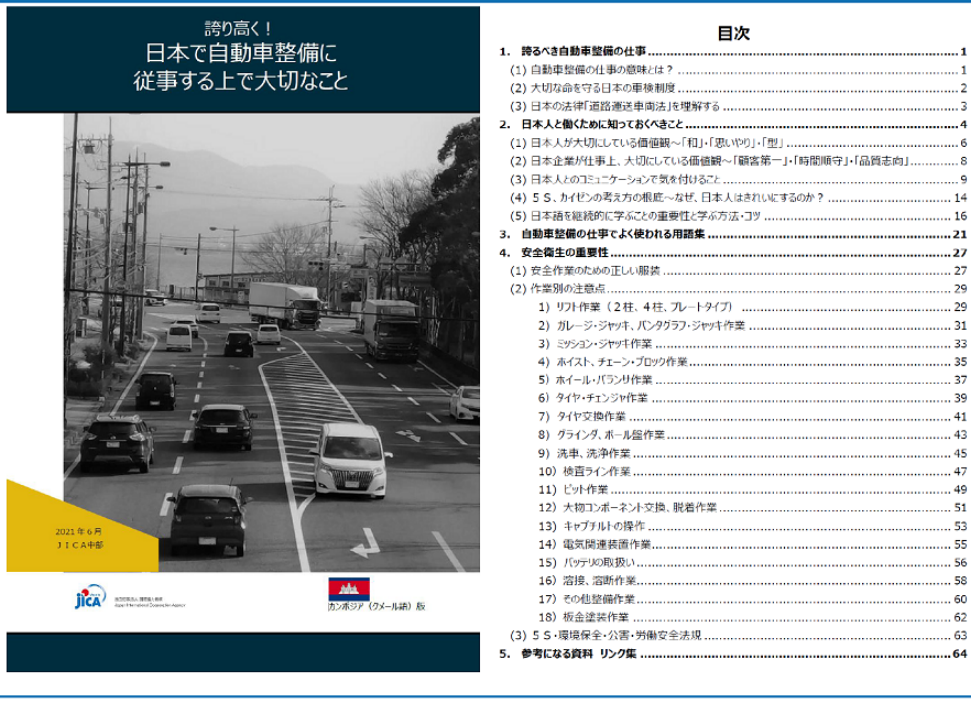 誇り高く！
日本で自動車整備に
従事する上で大切なこと
2021年6月
JICA中部
JICA
独立行政法人 国際協力機構
Japan International Cooperation Agency
カンボジア（クメール語）版
目次
1. 誇るべき自動車整備の仕事 1
(1) 自動車整備の仕事の意味とは？ 1
(2) 大切な命を守る日本の車検制度 2
(3) 日本の法律「道路運送車両法」を理解する 3
2. 日本人と働くために知っておくべきこと 4
(1) 日本人が大切にしている価値観～「和」・「思いやり」・「型」 6
(2) 日本企業が仕事上、大切にしている価値観～「顧客第一」・「時間順守」・「品質志向」 8
(3) 日本人とのコミュニケーションで気を付けること 9
(4) 5S、カイゼンの考え方の根底～なぜ、日本人はきれいにするのか？ 14
(5) 日本語を継続的に学ぶことの重要性と学ぶ方法・コツ 16
3. 自動車整備の仕事でよく使われる用語集 21
4. 安全衛生の重要性 27
(1) 安全作業のための正しい服装 27
(2) 作業別の注意点 29
1) リフト作業（2柱、4柱、プレートタイプ） 29
2) ガレージ・ジャッキ、パンタグラフ・ジャッキ作業 31
3) ミッション・ジャッキ作業 33
4) ホイスト、チェーン・ブロック作業 35
5) ホイール・バランサ作業 37
6) タイヤ・チェンジャ作業 39
7) タイヤ交換作業 41
8) グラインダ、ボール盤作業 43
9) 洗車、洗浄作業 45
10) 検査ライン作業 47
11) ピット作業 49
12) 大物コンポーネント交換、脱着作業 51
13) キャブチルトの操作 53
14) 電気関連装置作業 55
15) バッテリの取扱い 56
16) 溶接、溶断作業 58
17) その他整備作業 60
18) 板金塗装作業 62
(3) 5S・環境保全・公害・労働安全法規 63
5. 参考になる資料 リンク集 64